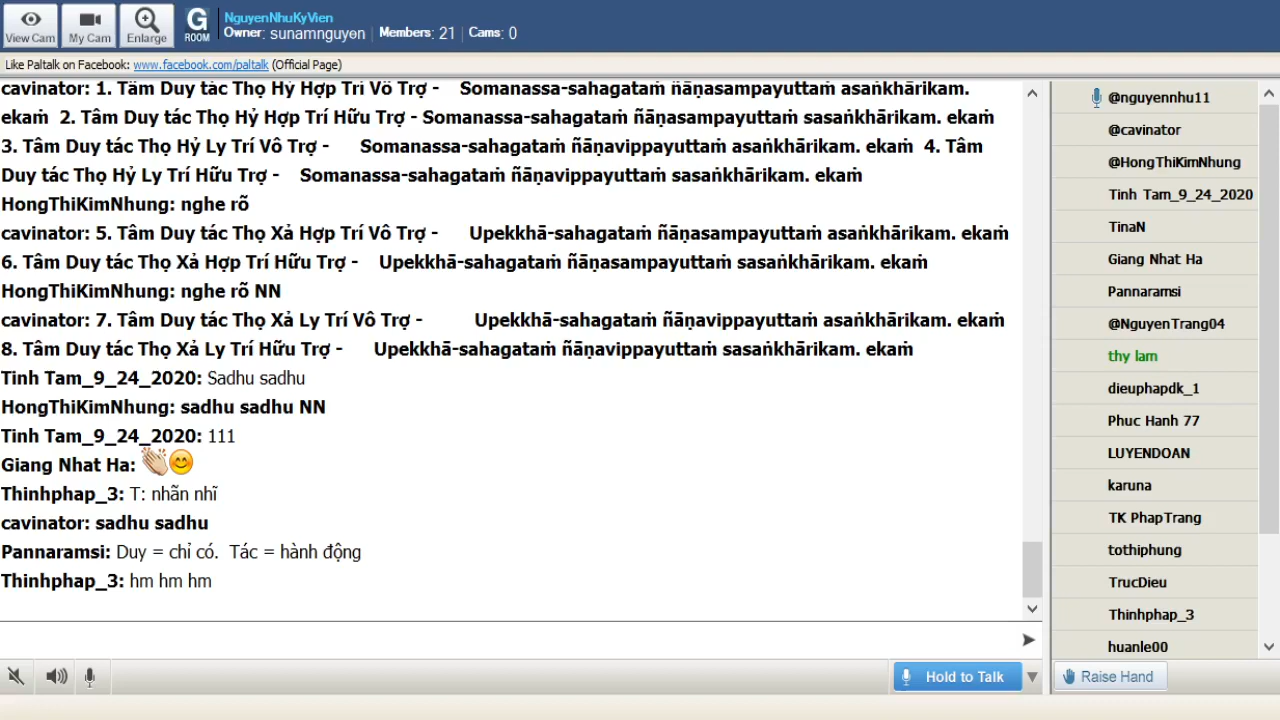 View Cam
My Cam
Enlarge
G
ROOM
NguyenNhuKyVien
Owner: sunamnguyen | Members: 21 | Cams: 0
Like Paltalk on Facebook: www.facebook.com/paltalk (Official Page)
cavinator: 1. Tâm Duy tác Thọ Hỷ Hợp Trí Vô Trợ - Somanassa-sahagataṁ ñāṇasampayuttaṁ asaṅkhārikam.
ekaṁ 2. Tâm Duy tác Thọ Hỷ Hợp Trí Hữu Trợ - Somanassa-sahagataṁ ñāṇasampayuttaṁ sasaṅkhārikam. ekaṁ
3. Tâm Duy tác Thọ Hỷ Ly Trí Vô Trợ - Somanassa-sahagataṁ ñāṇavippayuttaṁ asaṅkhārikam. ekaṁ 4. Tâm
Duy tác Thọ Hỷ Ly Trí Hữu Trợ - Somanassa-sahagataṁ ñāṇavippayuttaṁ sasaṅkhārikam. ekaṁ
HongThiKimNhung: nghe rõ
cavinator: 5. Tâm Duy tác Thọ Xả Hợp Trí Vô Trợ - Upekkhā-sahagataṁ ñāṇasampayuttaṁ asaṅkhārikam. ekaṁ
6. Tâm Duy tác Thọ Xả Hợp Trí Hữu Trợ - Upekkhā-sahagataṁ ñāṇasampayuttaṁ sasaṅkhārikam. ekaṁ
HongThiKimNhung: nghe rõ NN
cavinator: 7. Tâm Duy tác Thọ Xả Ly Trí Vô Trợ - Upekkhā-sahagataṁ ñāṇavippayuttaṁ asaṅkhārikam. ekaṁ
8. Tâm Duy tác Thọ Xả Ly Trí Hữu Trợ - Upekkhā-sahagataṁ ñāṇavippayuttaṁ sasaṅkhārikam. ekaṁ
Tinh Tam_9_24_2020: Sadhu sadhu
HongThiKimNhung: sadhu sadhu NN
Tinh Tam_9_24_2020: 111
Giang Nhat Ha: 👏😊
Thinhphap_3: T: nhãn nhĩ
cavinator: sadhu sadhu
Pannaramsi: Duy = chỉ có. Tác = hành động
Thinhphap_3: hm hm hm
Hold to Talk
@nguyennhu11
@cavinator
@HongThiKimNhung
Tinh Tam_9_24_2020
TinaN
Giang Nhat Ha
Pannaramsi
@NguyenTrang04
thy lam
dieuphapdk_1
Phuc Hanh 77
LUYENDOAN
karuna
TK PhapTrang
tothiphung
TrucDieu
Thinhphap_3
huanle00
Raise Hand